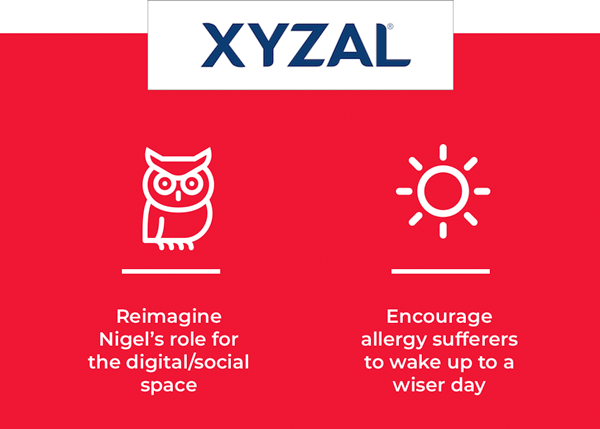 XYZAL®
Reimagine
Nigel’s role for
the digital/social
space
Encourage
allergy sufferers
to wake up to a
wiser day